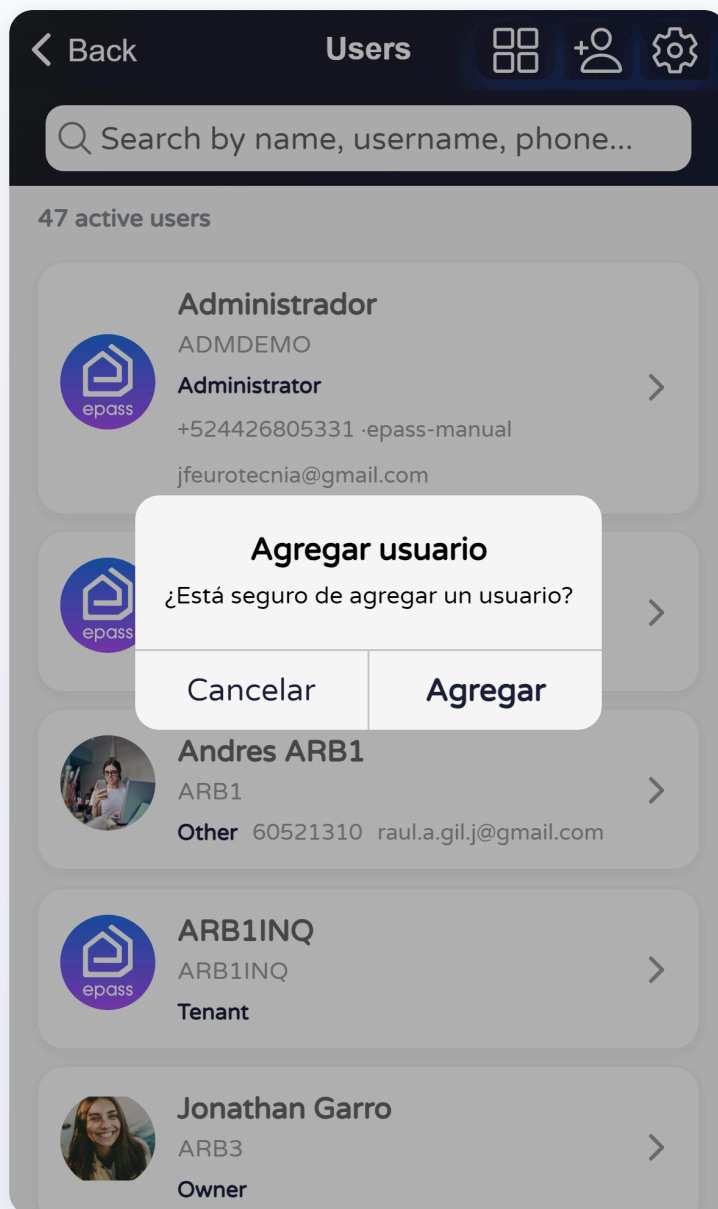 Back
Users
Search by name, username, phone...
47 active users
Administrador
ADMDEMO
Administrator
+524426805331 ·epass-manual
jfeurotecnia@gmail.com
epass
epass
Agregar usuario
¿Está seguro de agregar un usuario?
Cancelar
Agregar
Andres ARB1
ARB1
Other 60521310 raul.a.gil.j@gmail.com
ARB1INQ
ARB1INQ
Tenant
epass
Jonathan Garro
ARB3
Owner